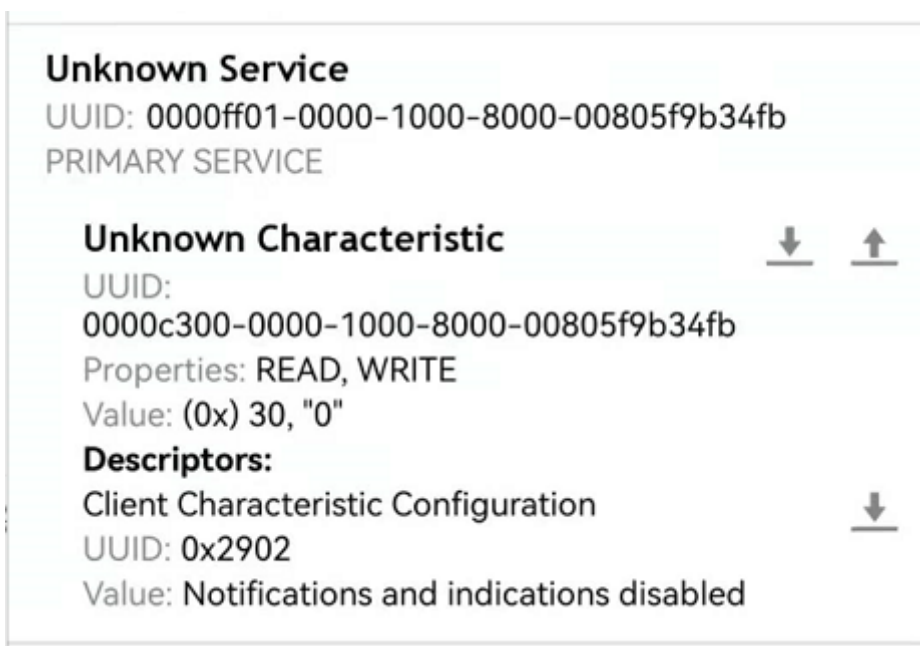 Unknown Service
UUID: 0000ff01-0000-1000-8000-00805f9b34fb
PRIMARY SERVICE
Unknown Characteristic
UUID:
0000c300-0000-1000-8000-00805f9b34fb
Properties: READ, WRITE
Value: (0x) 30, "0"
Descriptors:
Client Characteristic Configuration
UUID: 0x2902
Value: Notifications and indications disabled